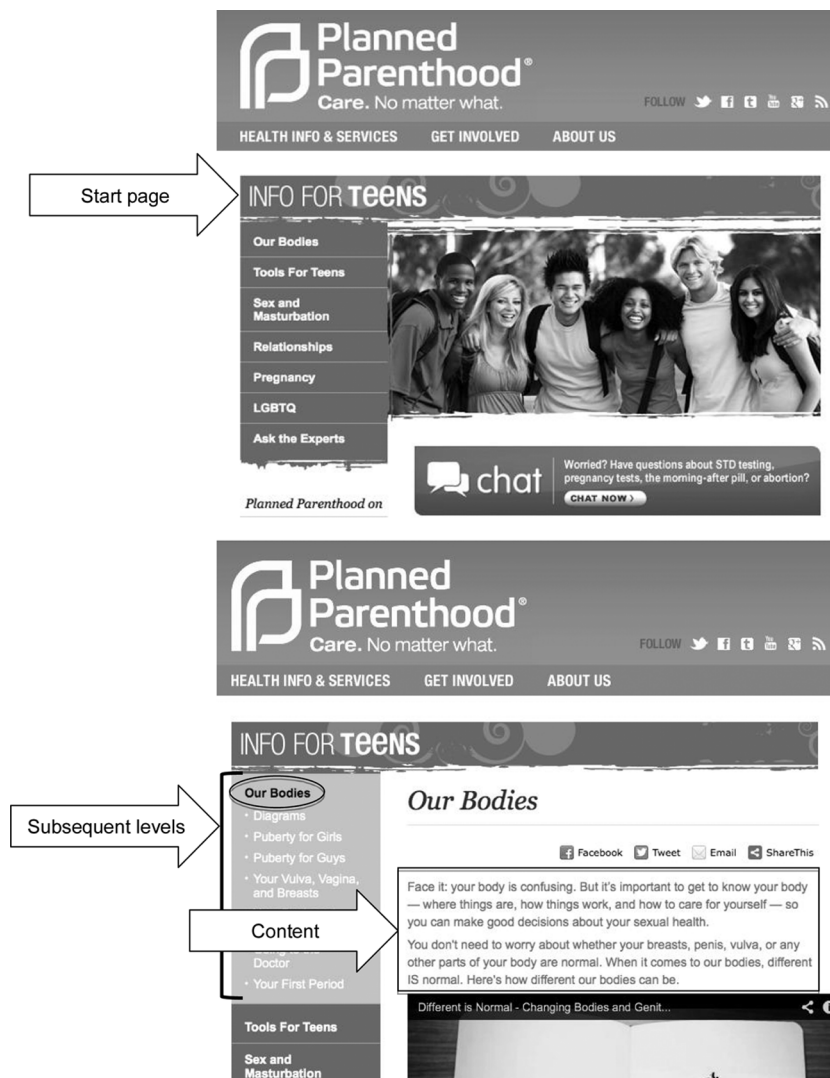 Planned
Parenthood®
Care. No matter what.
FOLLOW
HEALTH INFO & SERVICES GET INVOLVED ABOUT US
Start page
INFO FOR TEENS
Our Bodies
Tools For Teens
Sex and
Masturbation
Relationships
Pregnancy
LGBTQ
Ask the Experts
chat
Worried? Have questions about STD testing,
pregnancy tests, the morning-after pill, or abortion?
CHAT NOW
Planned Parenthood on
Planned
Parenthood®
Care. No matter what.
FOLLOW
HEALTH INFO & SERVICES GET INVOLVED ABOUT US
INFO FOR TEENS
Subsequent levels
Our Bodies
• Diagrams
• Puberty for Girls
• Puberty for Guys
• Your Vulva, Vagina,
and Breasts
Doctor
• Your First Period
Tools For Teens
Sex and
Masturbation
Our Bodies
Facebook Tweet Email ShareThis
Content
Face it: your body is confusing. But it's important to get to know your body
— where things are, how things work, and how to care for yourself — so
you can make good decisions about your sexual health.
You don't need to worry about whether your breasts, penis, vulva, or any
other parts of your body are normal. When it comes to our bodies, different
IS normal. Here's how different our bodies can be.
Different is Normal - Changing Bodies and Genit...